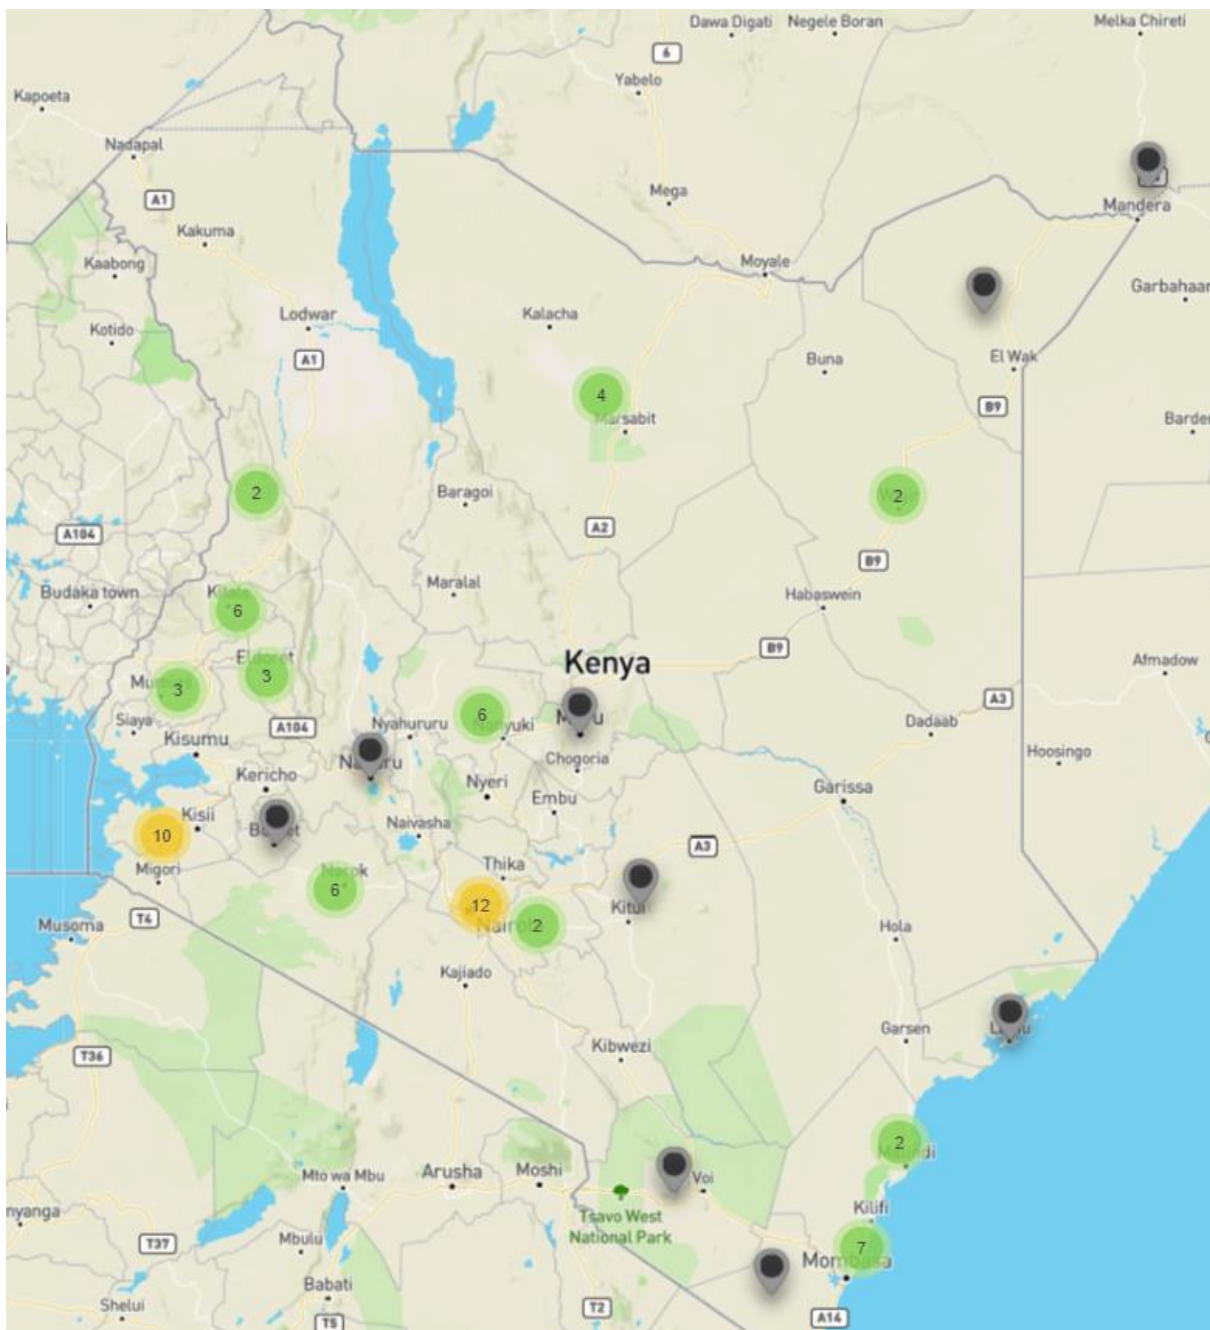 Dawa Digati
Negele Boran
Melka Chireti
6
Yabelo
Kapoeta
Nadapal
Mega
A1
Mandera
Kakuma
Kaabong
Moyale
Garbahaar
Lodwar
Kalacha
Kotido
A1
Buna
El Wak
4
B9
Marsabit
Barder
2
Baragoi
2
A2
A104
B9
Maralal
Budaka town
Habaswein
6
B9
Kenya
Afmadow
3
3
A3
6
Siaya
A104
Nyahururu
Dadaab
Kisumu
Hoosingo
Chogoria
Kericho
Nyeri
Garissa
Embu
Kisii
10
Naivasha
A3
Migori
Thika
6
12
Kitui
T4
2
Musoma
Hola
Kajiado
Garsen
Kibwezi
T36
2
Arusha
Moshi
Mto wa Mbu
Voi
nyanga
Tsavo West
National Park
Kilifi
T37
Mbulu
7
Mombasa
Babati
Shelui
T2
A14
T5